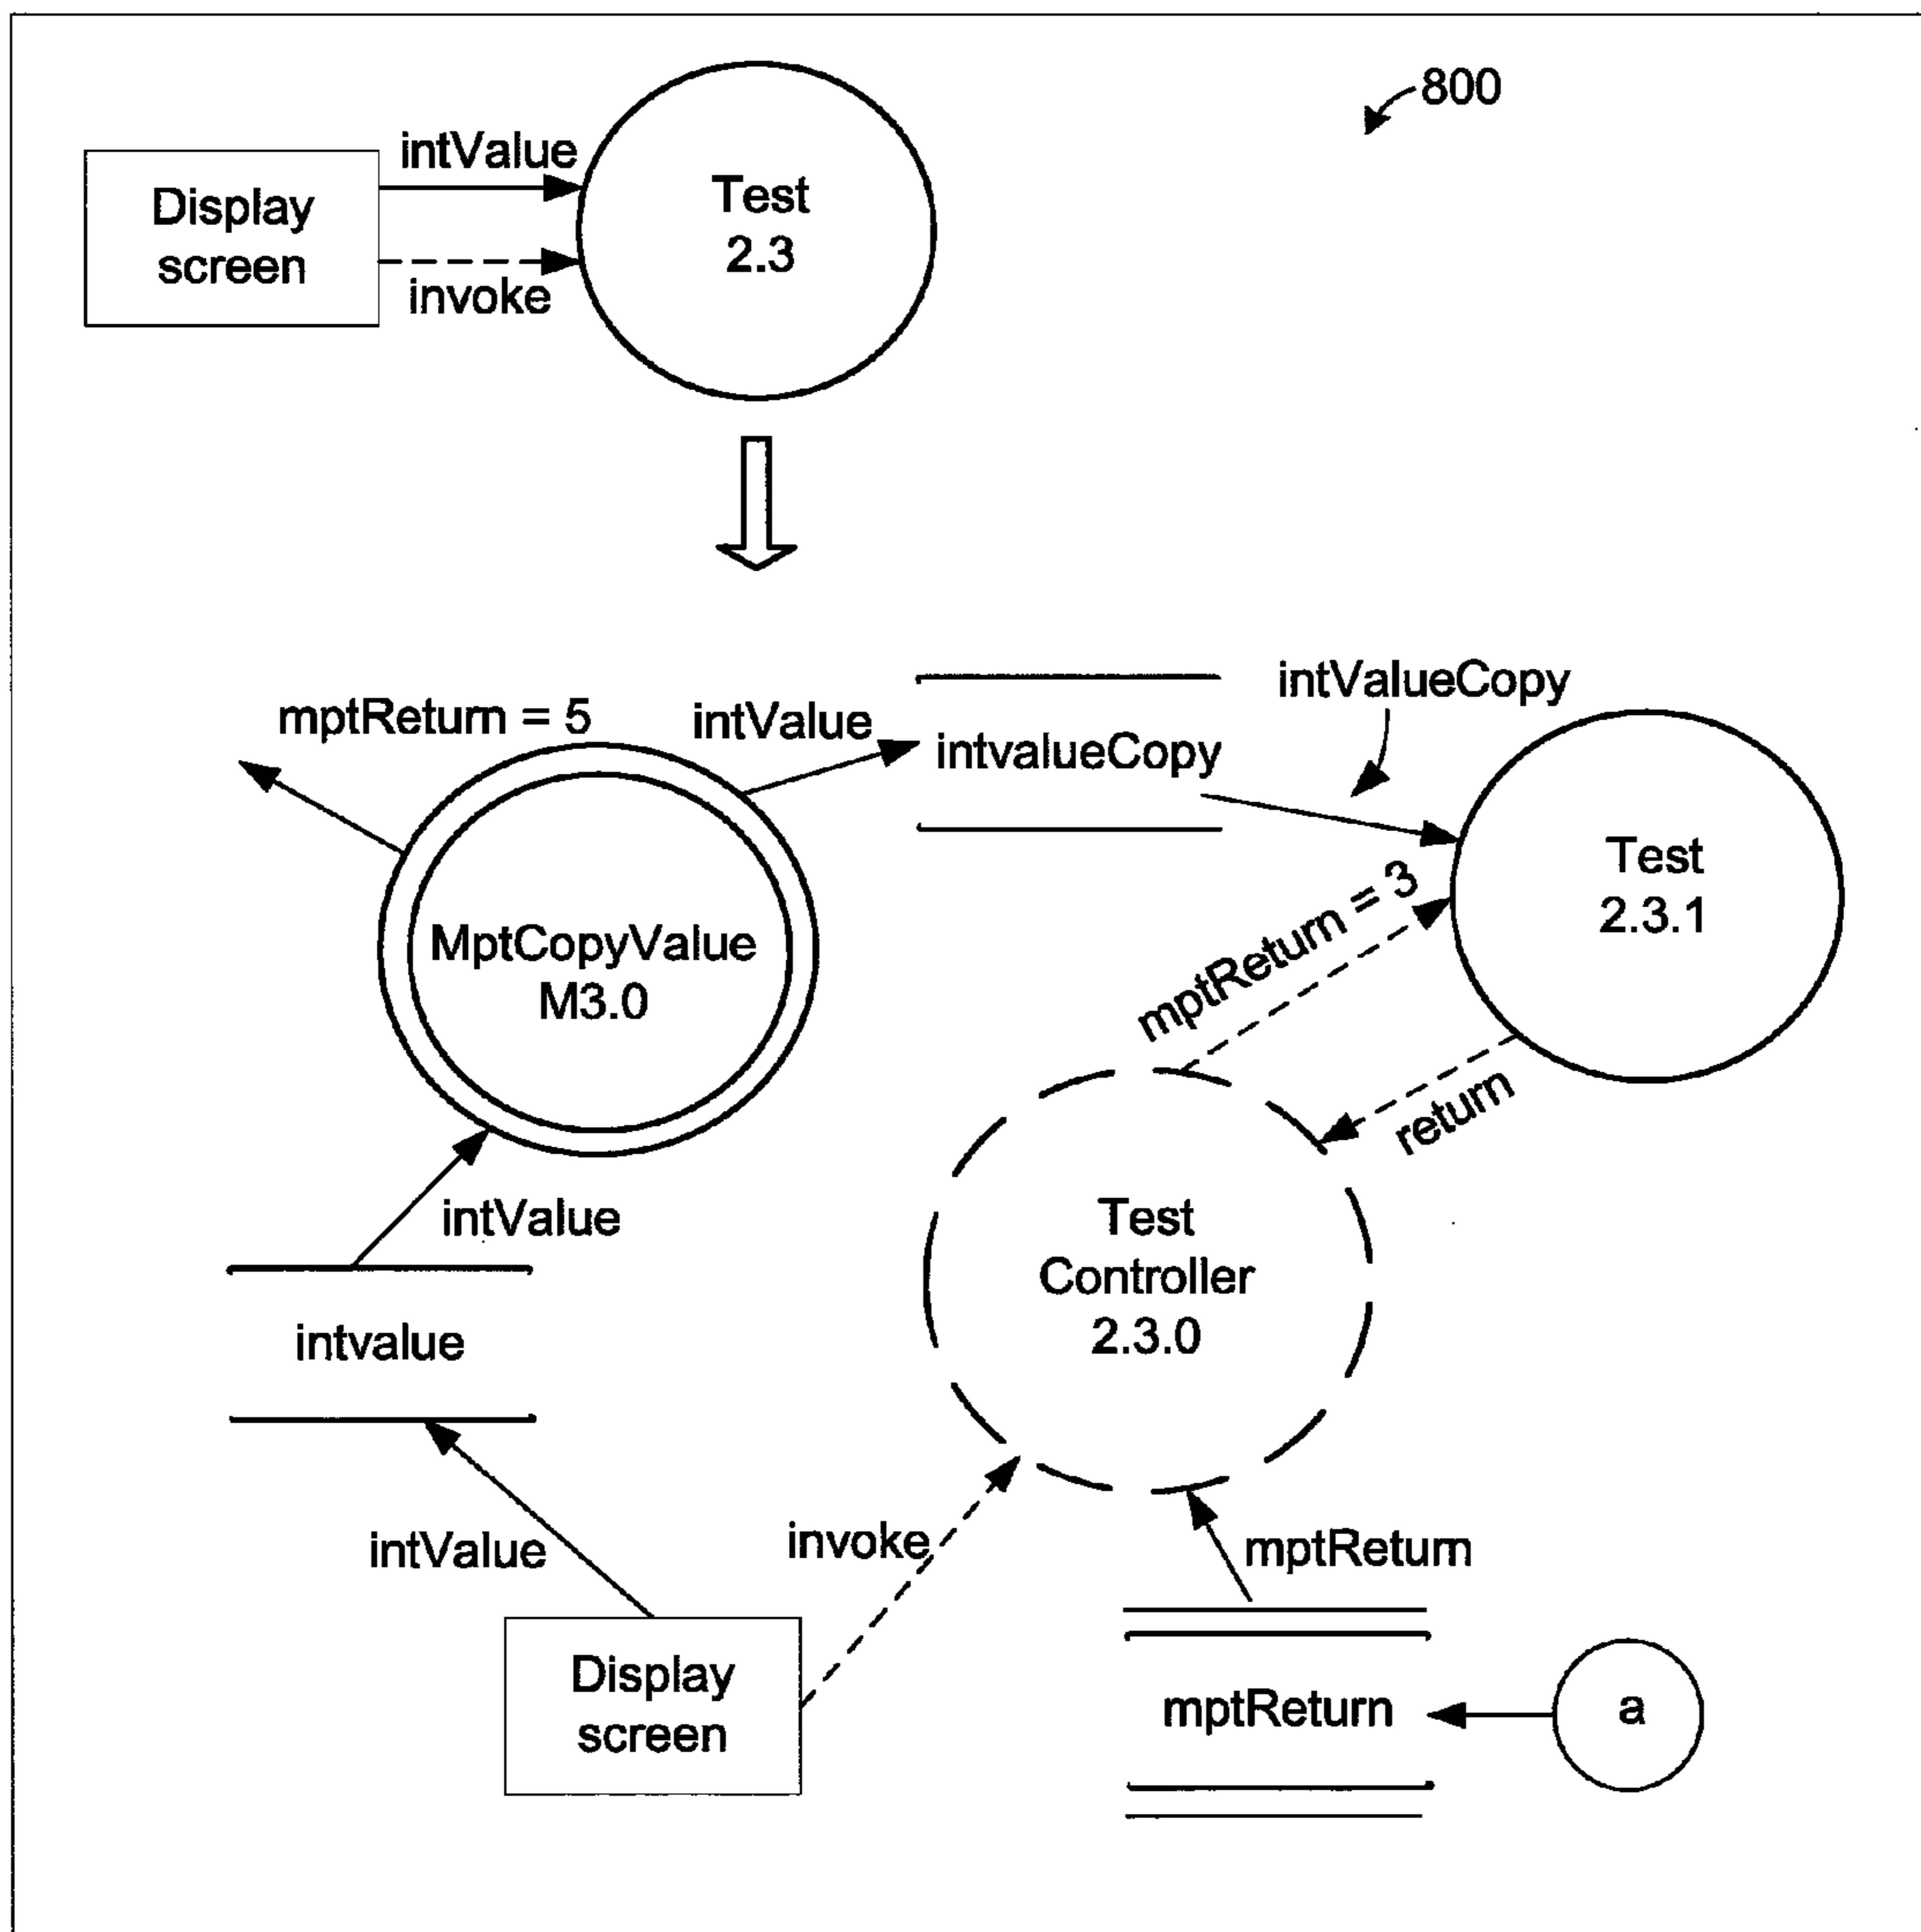 800
intValue
Display
screen
invoke
Test
2.3
mptReturn = 5
intValue
intvalueCopy
intValueCopy
Test
2.3.1
mptReturn = 3
return
MptCopyValue
M3.0
intValue
intvalue
Test
Controller
2.3.0
intValue
invoke
mptReturn
Display
screen
mptReturn
a